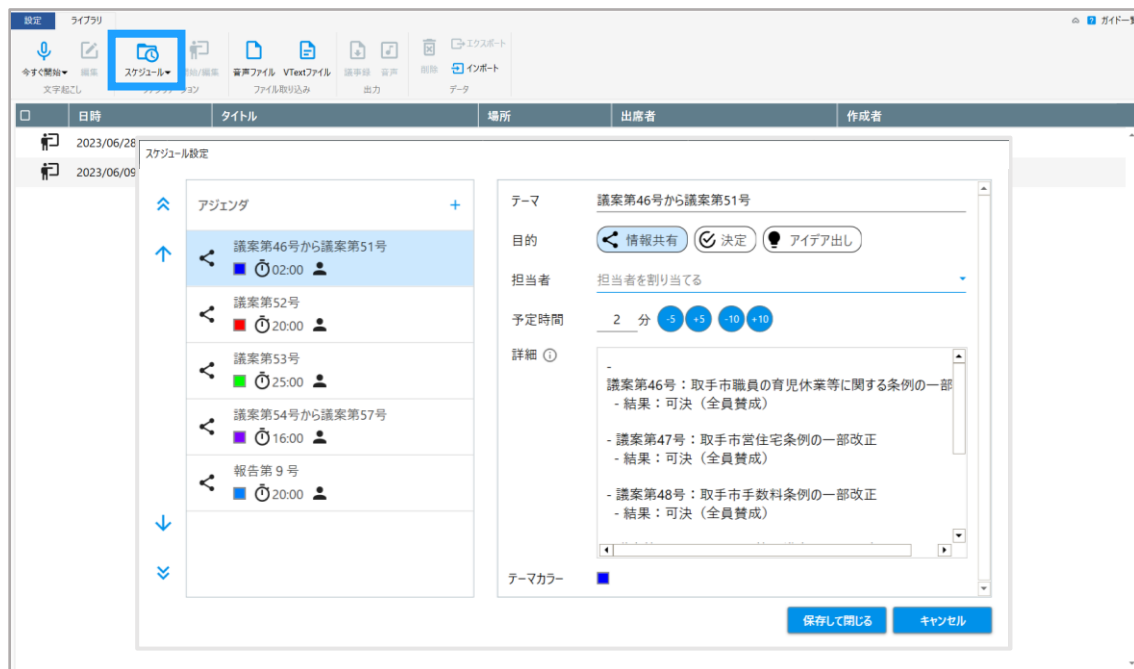 設定 ライブラリ ガイド一覧
今すぐ開始 編集 スケジュール /編集 音声ファイル VTextファイル 議事録 音声 削除 エクスポート
インポート
文字起こし ファイル取り込み 出力 データ
日時 タイトル 場所 出席者 作成者
2023/06/28
2023/06/09
スケジュール設定
アジェンダ +
議案第46号から議案第51号
02:00
議案第52号
20:00
議案第53号
25:00
議案第54号から議案第57号
16:00
報告第9号
20:00
テーマ 議案第46号から議案第51号
目的 情報共有 決定 アイデア出し
担当者 担当者を割り当てる
予定時間 2 分 -5 +5 -10 +10
詳細
-
議案第46号：取手市職員の育児休業等に関する条例の一部
- 結果：可決（全員賛成）
- 議案第47号：取手市営住宅条例の一部改正
- 結果：可決（全員賛成）
- 議案第48号：取手市手数料条例の一部改正
- 結果：可決（全員賛成）
テーマカラー
保存して閉じる キャンセル